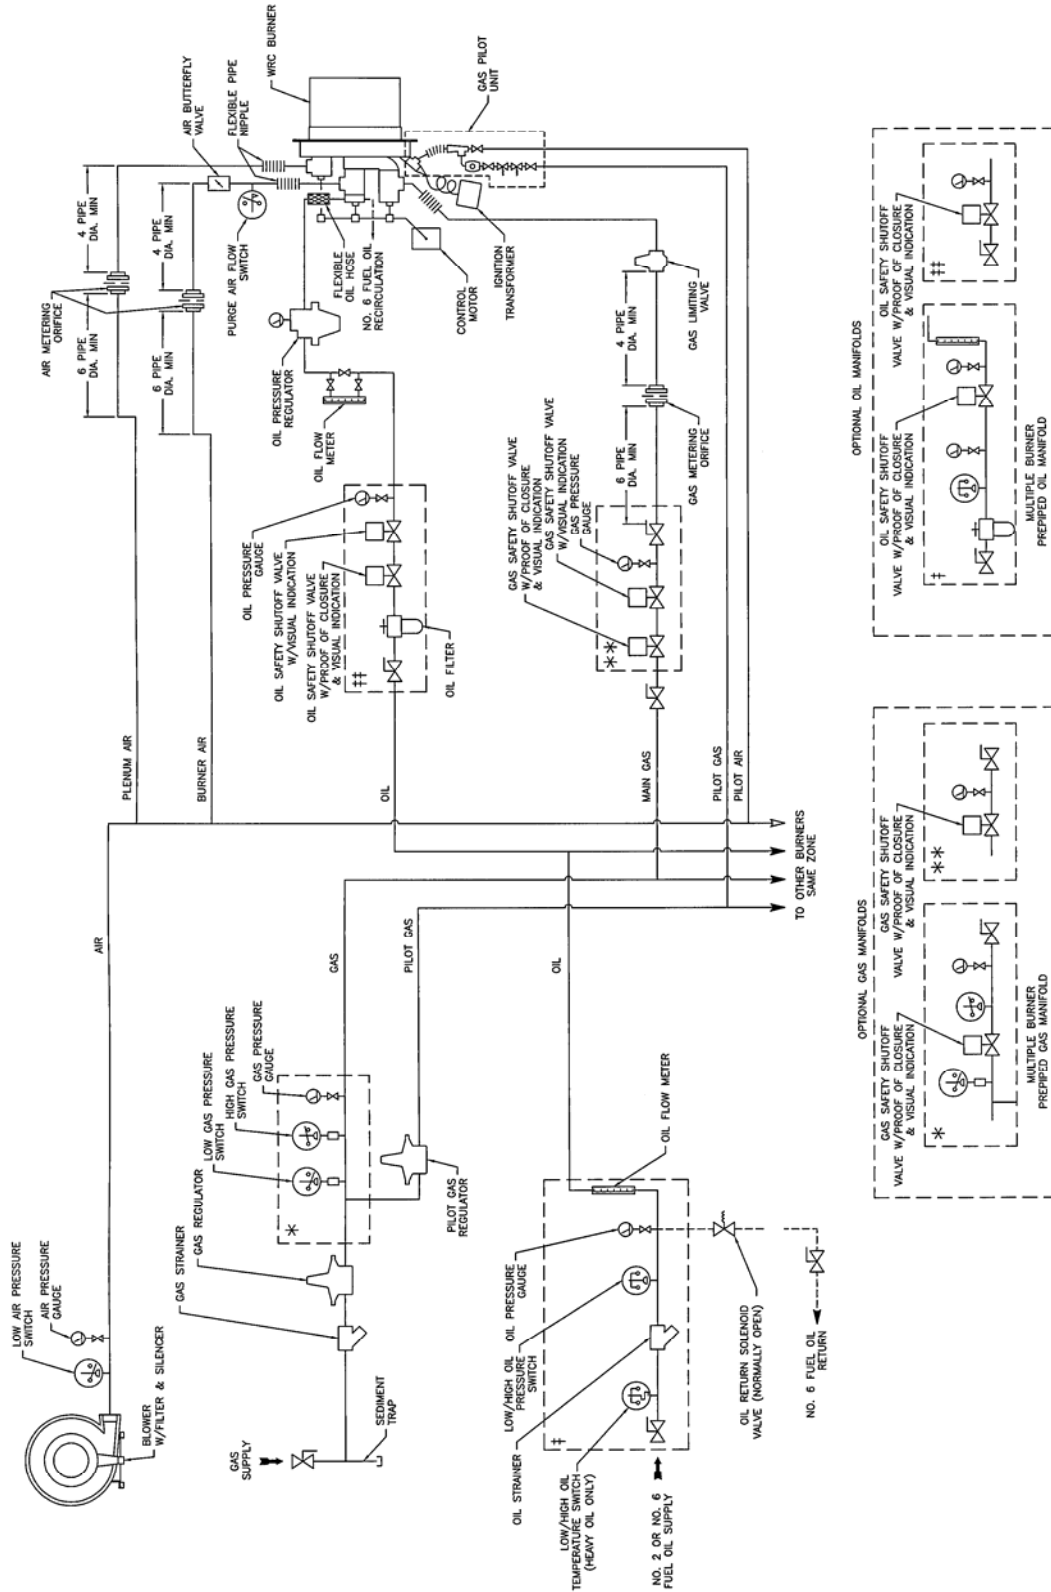 LOW AIR PRESSURE
SWITCH
AIR PRESSURE
GAUGE
BLOWER
W/FILTER & SILENCER
AIR
PLENUM AIR
BURNER AIR
AIR METERING
ORIFICE
6 PIPE
DIA. MIN
4 PIPE
DIA. MIN
6 PIPE
DIA. MIN
4 PIPE
DIA. MIN
AIR BUTTERFLY
VALVE
FLEXIBLE PIPE
NIPPLE
WRC BURNER
PURGE AIR FLOW
SWITCH
GAS PILOT
UNIT
FLEXIBLE
OIL HOSE
NO. 6 FUEL OIL
RECIRCULATION
CONTROL
MOTOR
IGNITION
TRANSFORMER
OIL PRESSURE
REGULATOR
OIL FLOW
METER
OIL PRESSURE
GAUGE
OIL SAFETY SHUTOFF VALVE
W/VISUAL INDICATION
OIL SAFETY SHUTOFF VALVE
W/PROOF OF CLOSURE
& VISUAL INDICATION
‡‡
OIL FILTER
OIL
GAS SUPPLY
SEDIMENT
TRAP
GAS STRAINER
GAS REGULATOR
LOW GAS PRESSURE
SWITCH
HIGH GAS PRESSURE
SWITCH
GAS PRESSURE
GAUGE
*
GAS
PILOT GAS
PILOT GAS
REGULATOR
GAS SAFETY SHUTOFF VALVE
W/PROOF OF CLOSURE
& VISUAL INDICATION
GAS SAFETY SHUTOFF VALVE
W/VISUAL INDICATION
GAS PRESSURE
GAUGE
**
6 PIPE
DIA. MIN
4 PIPE
DIA. MIN
GAS METERING
ORIFICE
GAS LIMITING
VALVE
MAIN GAS
PILOT GAS
PILOT AIR
TO OTHER BURNERS
SAME ZONE
OIL
OIL FLOW METER
OIL STRAINER
LOW/HIGH OIL
PRESSURE
SWITCH
OIL PRESSURE
GAUGE
LOW/HIGH OIL
TEMPERATURE SWITCH
(HEAVY OIL ONLY)
‡
NO. 2 OR NO. 6
FUEL OIL SUPPLY
OIL RETURN SOLENOID
VALVE (NORMALLY OPEN)
NO. 6 FUEL OIL
RETURN
OPTIONAL GAS MANIFOLDS
GAS SAFETY SHUTOFF
VALVE W/PROOF OF CLOSURE
& VISUAL INDICATION
*
MULTIPLE BURNER
PREPIPED GAS MANIFOLD
GAS SAFETY SHUTOFF
VALVE W/PROOF OF CLOSURE
& VISUAL INDICATION
**
OPTIONAL OIL MANIFOLDS
OIL SAFETY SHUTOFF
VALVE W/PROOF OF CLOSURE
& VISUAL INDICATION
‡
MULTIPLE BURNER
PREPIPED OIL MANIFOLD
OIL SAFETY SHUTOFF
VALVE W/PROOF OF CLOSURE
& VISUAL INDICATION
‡‡